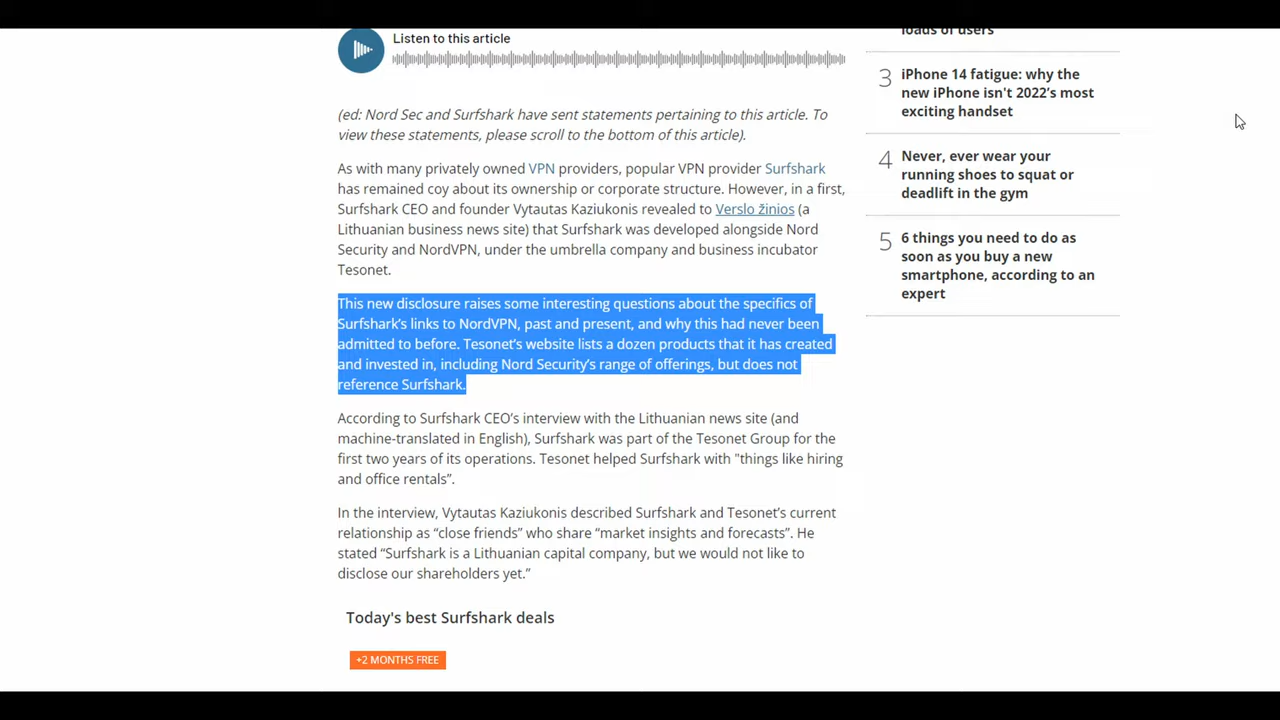 Listen to this article
(ed: Nord Sec and Surfshark have sent statements pertaining to this article. To
view these statements, please scroll to the bottom of this article).
As with many privately owned VPN providers, popular VPN provider Surfshark
has remained coy about its ownership or corporate structure. However, in a first,
Surfshark CEO and founder Vytautas Kaziukonis revealed to Verslo žinios (a
Lithuanian business news site) that Surfshark was developed alongside Nord
Security and NordVPN, under the umbrella company and business incubator
Tesonet.
This new disclosure raises some interesting questions about the specifics of
Surfshark’s links to NordVPN, past and present, and why this had never been
admitted to before. Tesonet’s website lists a dozen products that it has created
and invested in, including Nord Security’s range of offerings, but does not
reference Surfshark.
According to Surfshark CEO’s interview with the Lithuanian news site (and
machine-translated in English), Surfshark was part of the Tesonet Group for the
first two years of its operations. Tesonet helped Surfshark with "things like hiring
and office rentals”.
In the interview, Vytautas Kaziukonis described Surfshark and Tesonet’s current
relationship as “close friends” who share “market insights and forecasts”. He
stated “Surfshark is a Lithuanian capital company, but we would not like to
disclose our shareholders yet.”
Today's best Surfshark deals
+2 MONTHS FREE
loads of users
3 iPhone 14 fatigue: why the
new iPhone isn't 2022’s most
exciting handset
4 Never, ever wear your
running shoes to squat or
deadlift in the gym
5 6 things you need to do as
soon as you buy a new
smartphone, according to an
expert